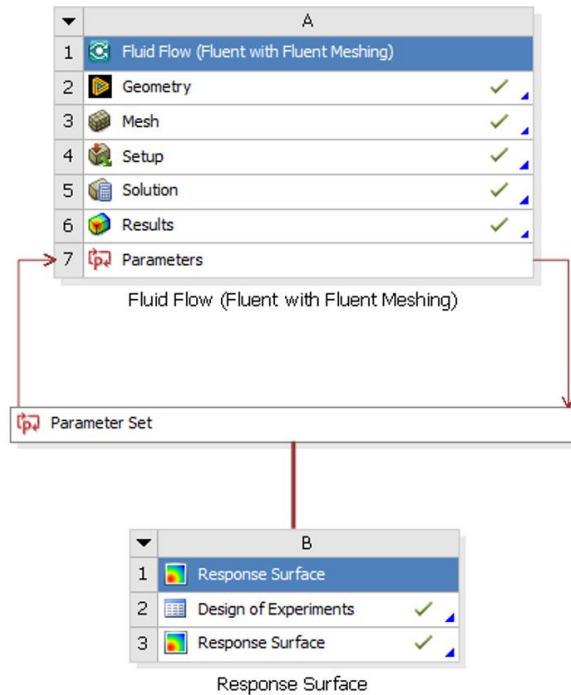 A
1 Fluid Flow (Fluent with Fluent Meshing)
2 Geometry
3 Mesh
4 Setup
5 Solution
6 Results
7 Parameters
Fluid Flow (Fluent with Fluent Meshing)
Parameter Set
B
1 Response Surface
2 Design of Experiments
3 Response Surface
Response Surface